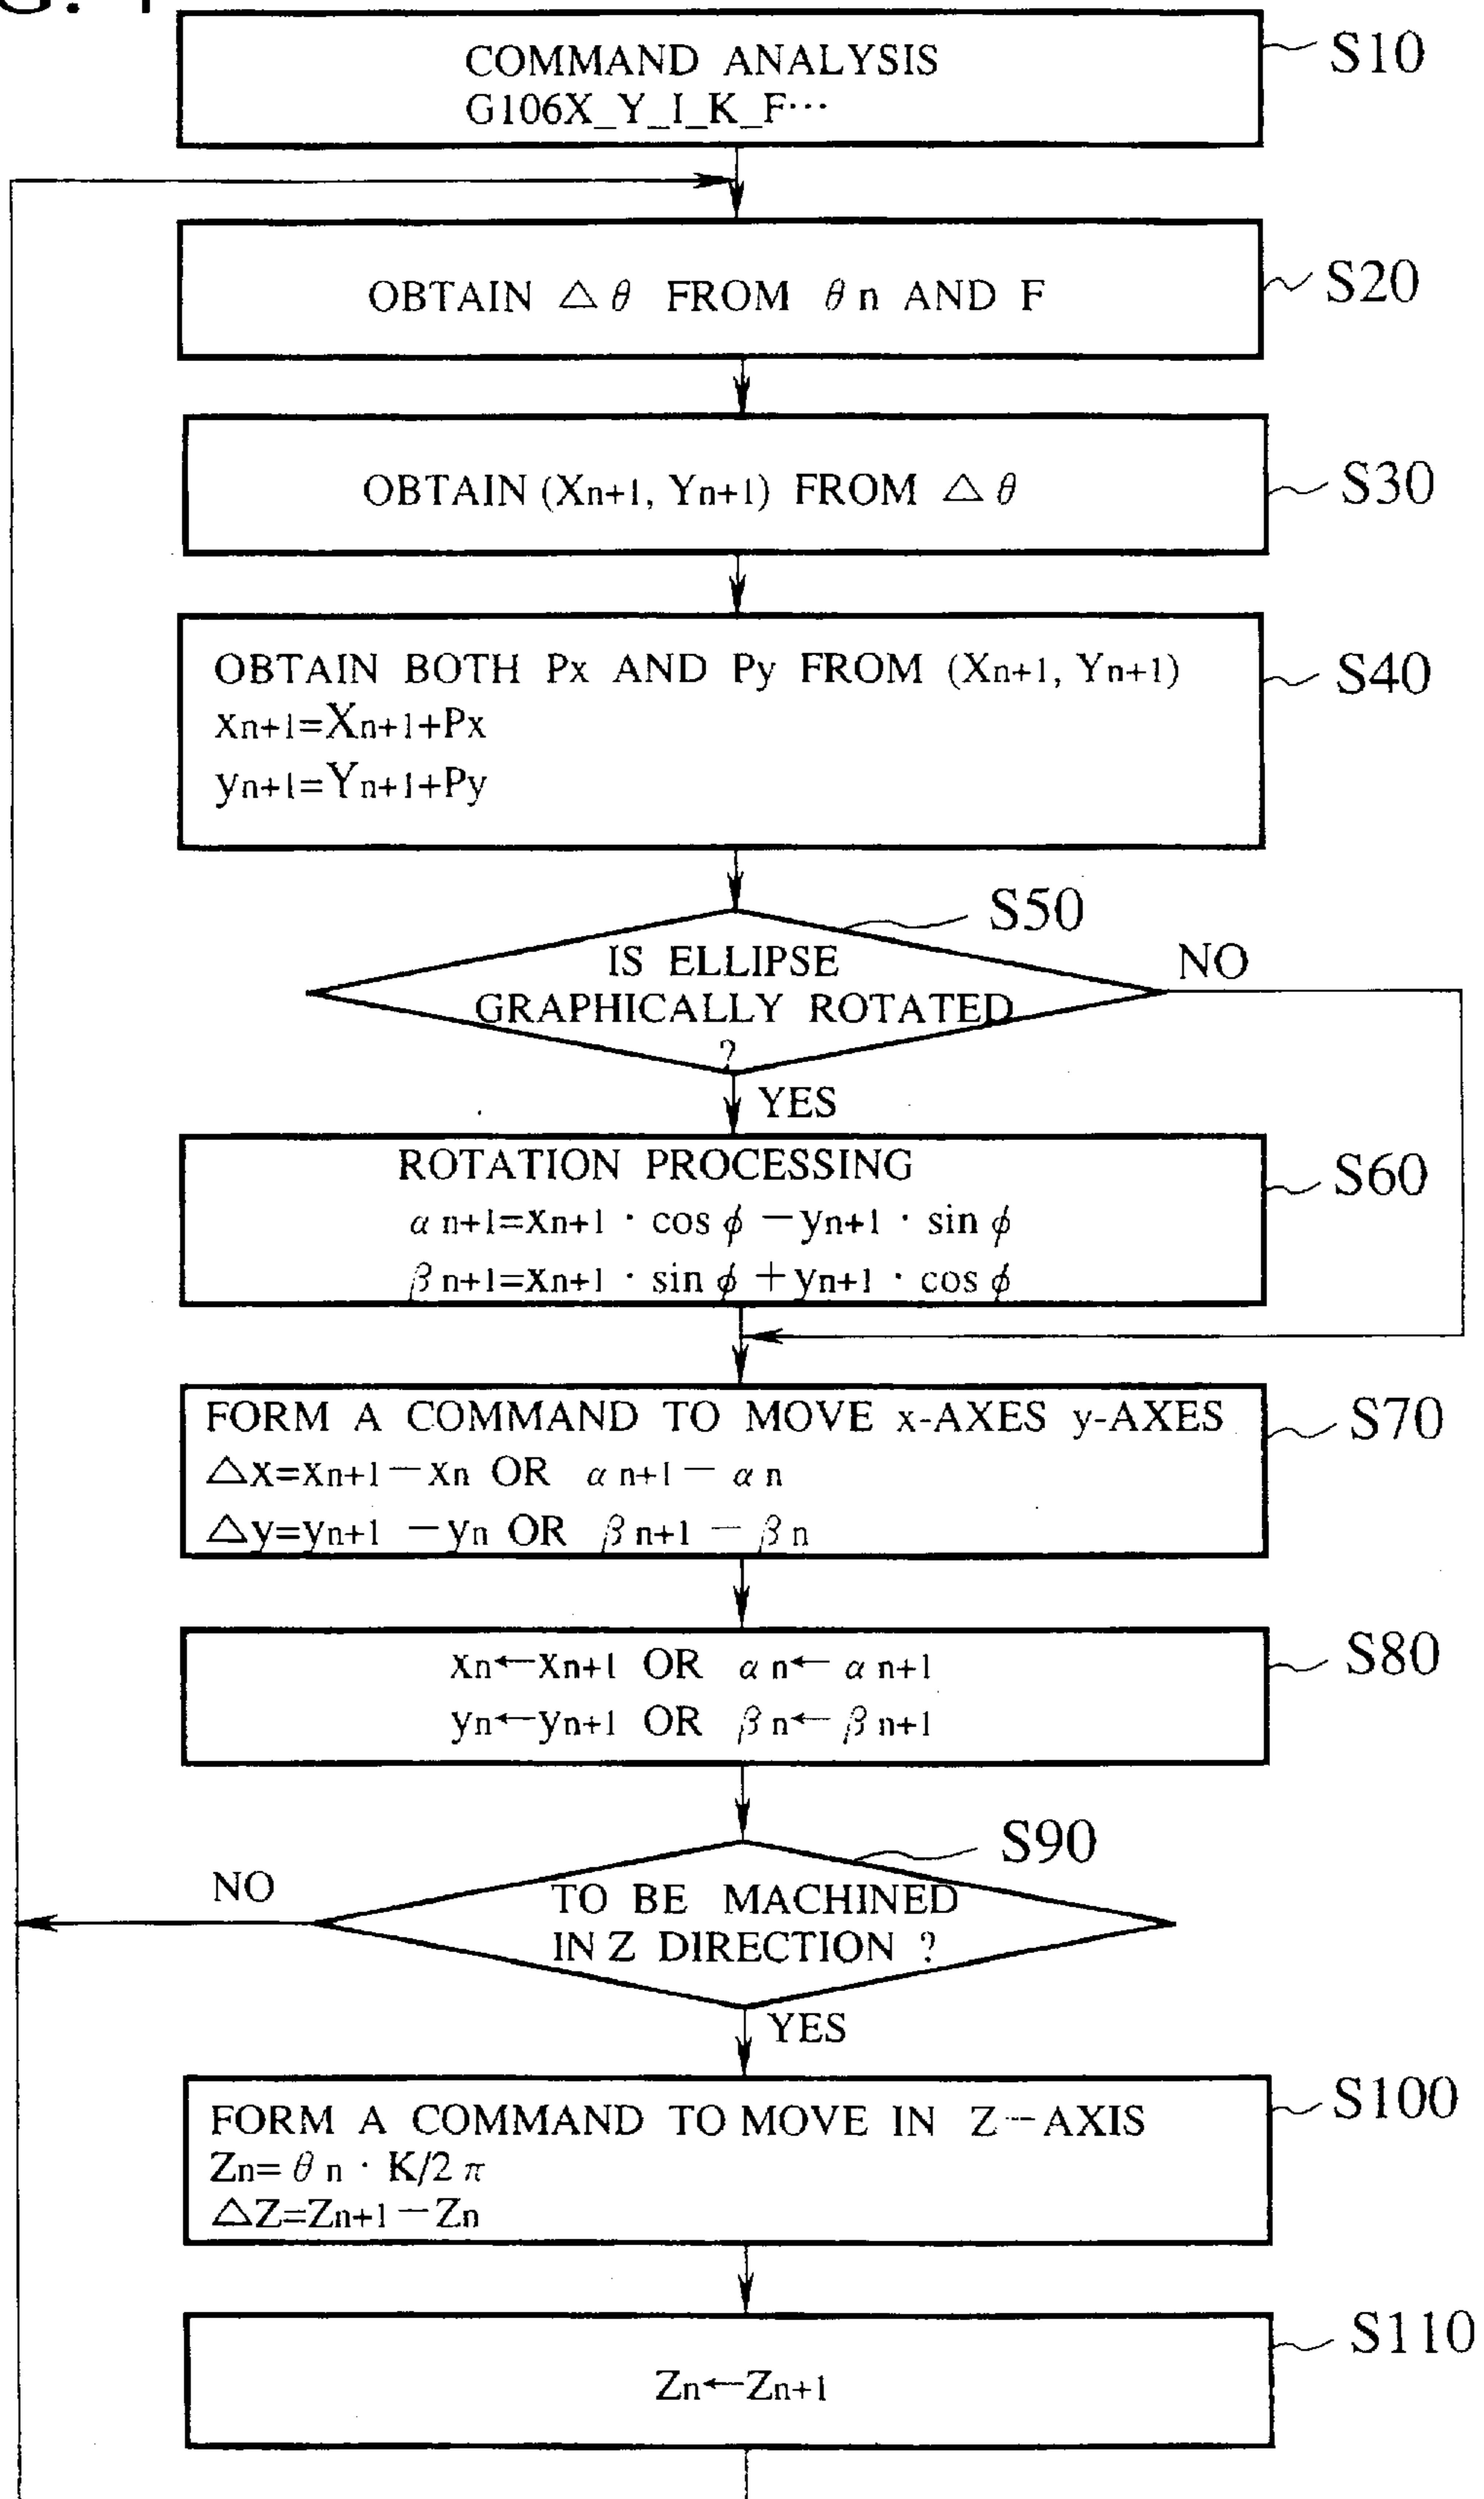 COMMAND ANALYSIS
G106X_Y_I_K_F…
S10
OBTAIN △θ FROM θn AND F
S20
OBTAIN (Xn+1, Yn+1) FROM △θ
S30
OBTAIN BOTH Px AND Py FROM (Xn+1, Yn+1)
xn+1=Xn+1+Px
yn+1=Yn+1+Py
S40
S50
IS ELLIPSE
GRAPHICALLY ROTATED
?
NO
YES
ROTATION PROCESSING
αn+1=xn+1・cosφ−yn+1・sinφ
βn+1=xn+1・sinφ+yn+1・cosφ
S60
FORM A COMMAND TO MOVE x-AXES y-AXES
△x=xn+1−xn OR αn+1−αn
△y=yn+1−yn OR βn+1−βn
S70
xn←xn+1 OR αn←αn+1
yn←yn+1 OR βn←βn+1
S80
S90
NO
TO BE MACHINED
IN Z DIRECTION ?
YES
FORM A COMMAND TO MOVE IN Z-AXIS
Zn=θn・K/2π
△Z=Zn+1−Zn
S100
Zn←Zn+1
S110